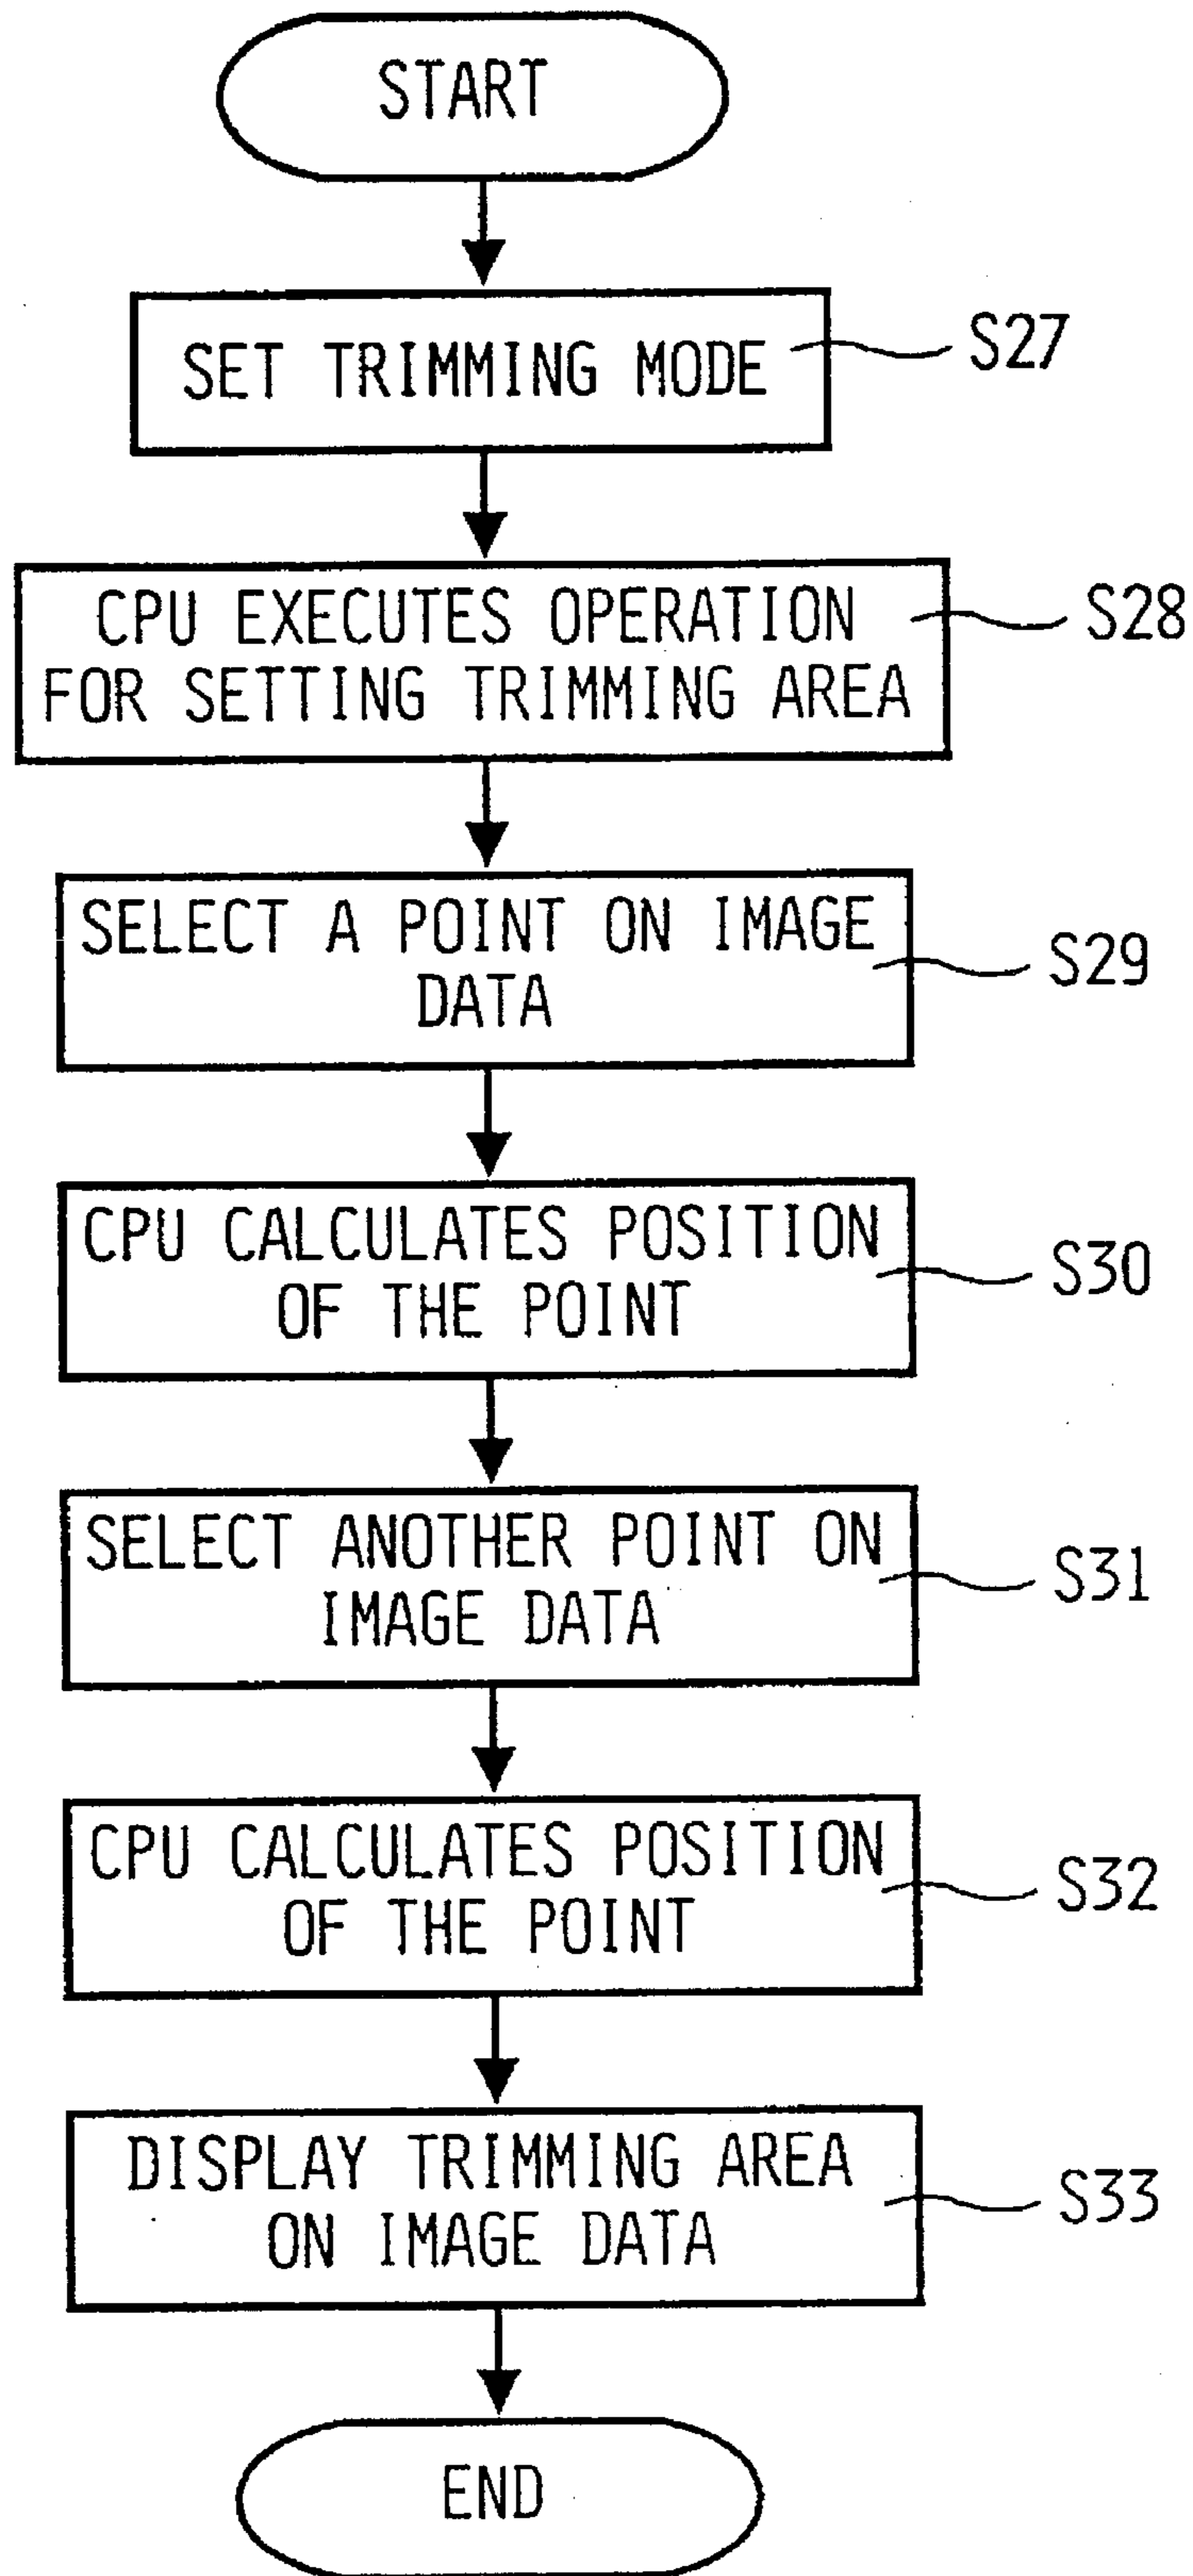 START
SET TRIMMING MODE
S27
CPU EXECUTES OPERATION
FOR SETTING TRIMMING AREA
S28
SELECT A POINT ON IMAGE
DATA
S29
CPU CALCULATES POSITION
OF THE POINT
S30
SELECT ANOTHER POINT ON
IMAGE DATA
S31
CPU CALCULATES POSITION
OF THE POINT
S32
DISPLAY TRIMMING AREA
ON IMAGE DATA
S33
END